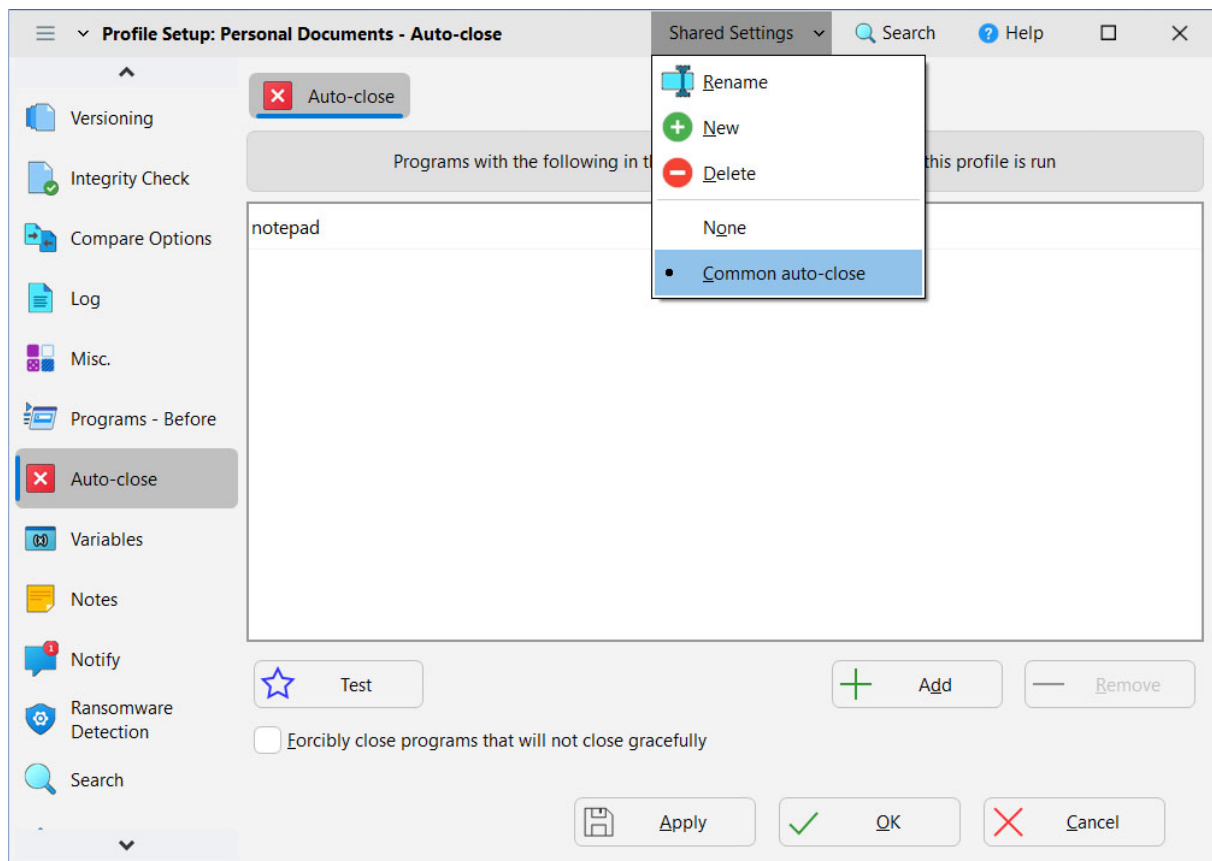 Profile Setup: Personal Documents - Auto-close
Shared Settings
Search
Help
Versioning
Integrity Check
Compare Options
Log
Misc.
Programs - Before
Auto-close
Variables
Notes
Notify
1
Ransomware
Detection
Search
Auto-close
Programs with the following in this profile is run
notepad
Rename
New
Delete
None
Common auto-close
Test
Add
Remove
Forcibly close programs that will not close gracefully
Apply
OK
Cancel